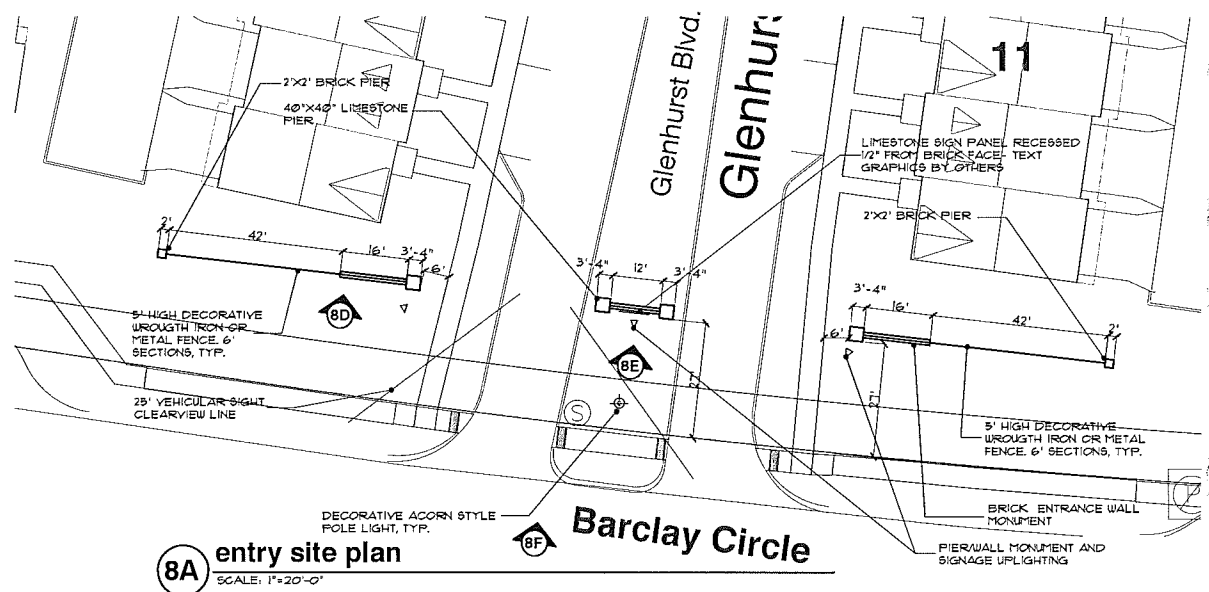 Glenhurst Blvd.
Glenhurs
11
2'X2' BRICK PIER
40"X40" LIMESTONE
PIER
LIMESTONE SIGN PANEL RECESSED
1/2" FROM BRICK FACE- TEXT
GRAPHICS BY OTHERS
2'X2' BRICK PIER
2'
42'
16'
3'-4"
6'
3'-4"
12'
3'-4"
3'-4"
16'
42'
2'
6'
8D
8E
27'
27'
5' HIGH DECORATIVE
WROUGTH IRON OR
METAL FENCE. 6'
SECTIONS, TYP.
25' VEHICULAR SIGHT
CLEARVIEW LINE
S
5' HIGH DECORATIVE
WROUGTH IRON OR METAL
FENCE. 6' SECTIONS, TYP.
BRICK ENTRANCE WALL
MONUMENT
DECORATIVE ACORN STYLE
POLE LIGHT, TYP.
8F
Barclay Circle
PIER/WALL MONUMENT AND
SIGNAGE UPLIGHTING
8A
entry site plan
SCALE: 1"=20'-0"